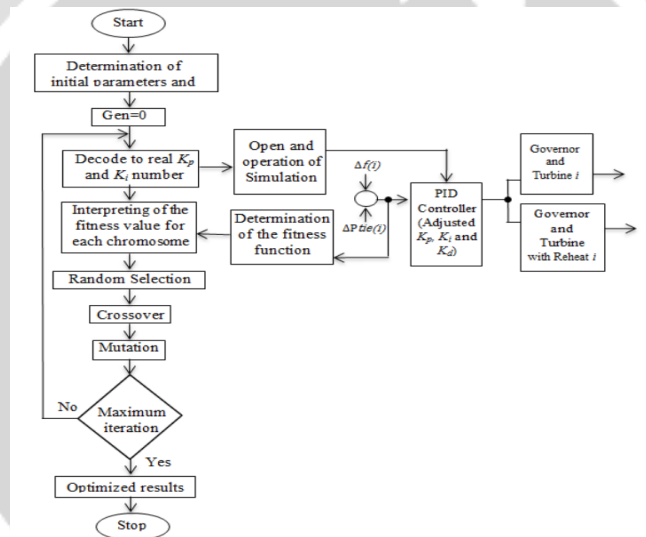 Start
Determination of
initial parameters and
Gen=0
Decode to real Kp
and Ki number
Open and
operation of
Simulation
Interpreting of the
fitness value for
each chromosome
Determination
of the fitness
function
Δf(i)
ΔPtie(i)
PID
Controller
(Adjusted
Kp, Ki and
Kd)
Governor
and
Turbine i
Governor
and
Turbine
with Reheat i
Random Selection
Crossover
Mutation
Maximum
iteration
No
Yes
Optimized results
Stop